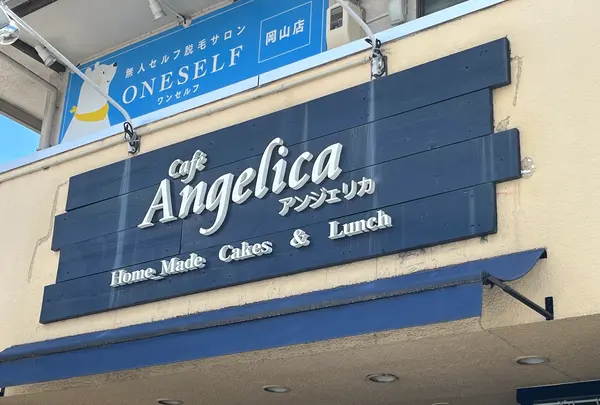 無人セルフ脱毛サロン
ONESELF
ワンセルフ
岡山店
Café
Angelica
アンジェリカ
Home Made Cakes & Lunch